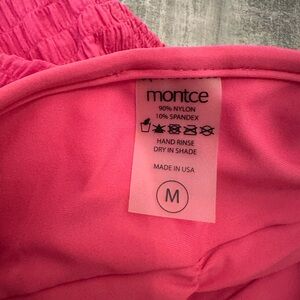 montce
90% NYLON
10% SPANDEX
HAND RINSE
DRY IN SHADE
MADE IN USA
M